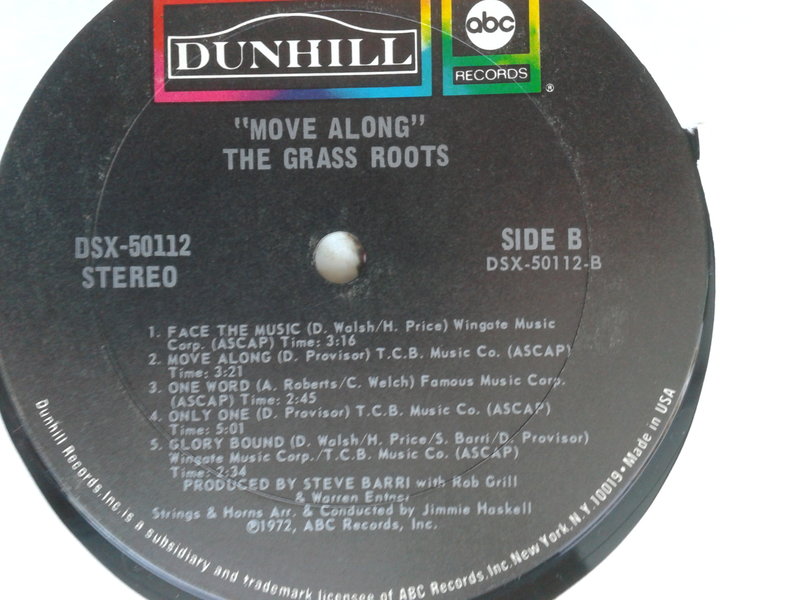 DUNHILL
abc
RECORDS
®
"MOVE ALONG"
THE GRASS ROOTS
DSX-50112
STEREO
SIDE B
DSX-50112-B
1. FACE THE MUSIC (D. Walsh/H. Price) Wingate Music
Corp. (ASCAP) Time: 3:16
2. MOVE ALONG (D. Provisor) T.C.B. Music Co. (ASCAP)
Time: 3:21
3. ONE WORD (A. Roberts/C. Welch) Famous Music Corp.
(ASCAP) Time: 2:45
4. ONLY ONE (D. Provisor) T.C.B. Music Co. (ASCAP)
Time: 5:01
5. GLORY BOUND (D. Walsh/H. Price/S. Barri/D. Provisor)
Wingate Music Corp./T.C.B. Music Co. (ASCAP)
Time: 2:34
PRODUCED BY STEVE BARRI with Rob Grill
& Warren Entner
Strings & Horns Arr. & Conducted by Jimmie Haskell
℗1972, ABC Records, Inc.
Dunhill Records, Inc. is a subsidiary and trademark licensee of ABC Records, Inc. New York, N.Y. 10019 • Made in USA